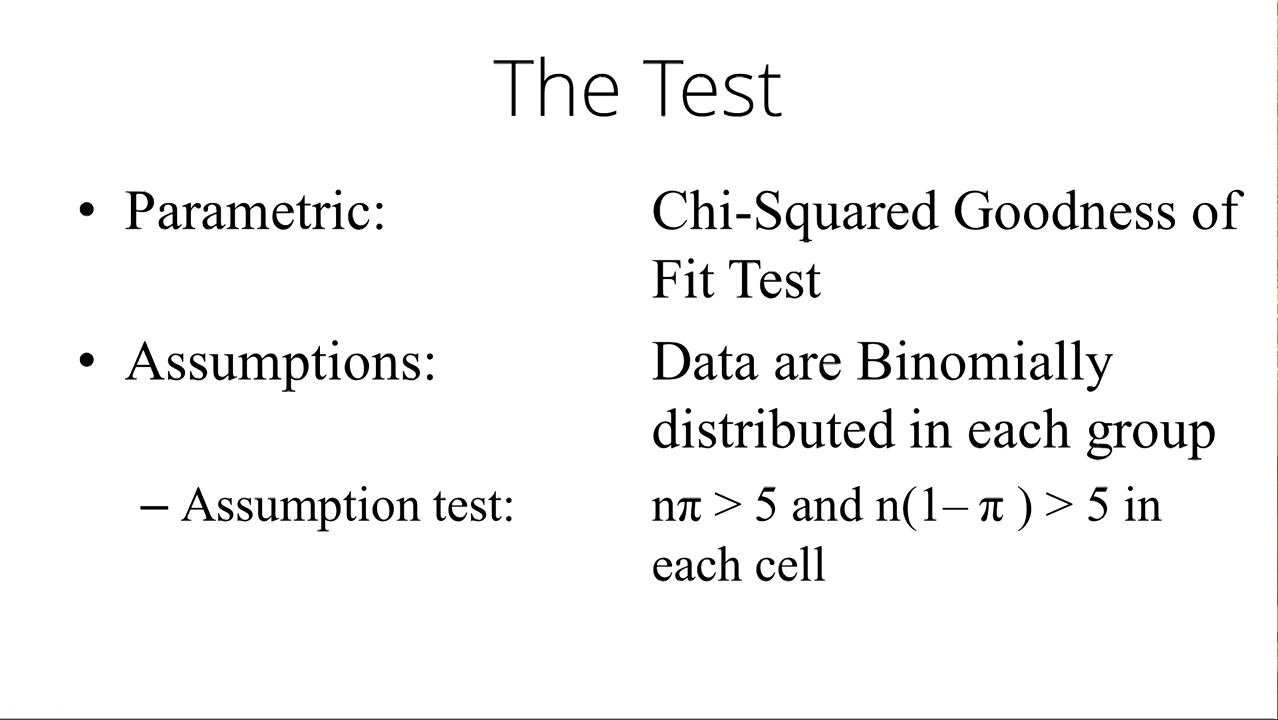 The Test
• Parametric: Chi-Squared Goodness of
Fit Test
• Assumptions: Data are Binomially
distributed in each group
– Assumption test: nπ > 5 and n(1– π ) > 5 in
each cell